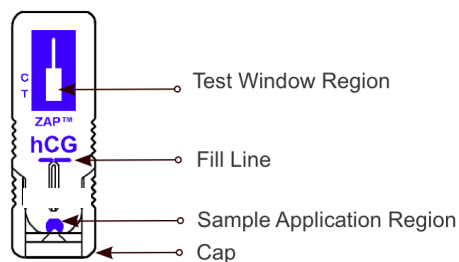 C
T
Test Window Region
ZAP™
hCG
Fill Line
Sample Application Region
Cap